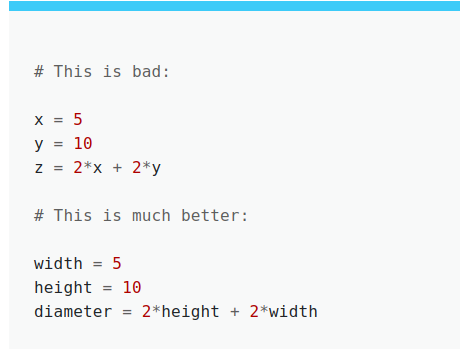 # This is bad:
x = 5
y = 10
z = 2*x + 2*y
# This is much better:
width = 5
height = 10
diameter = 2*height + 2*width